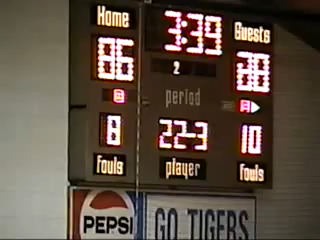 Home 3:39 Guests
86 2 28
period
8 22-3 10
fouls player fouls
PEPSI GO TIGERS